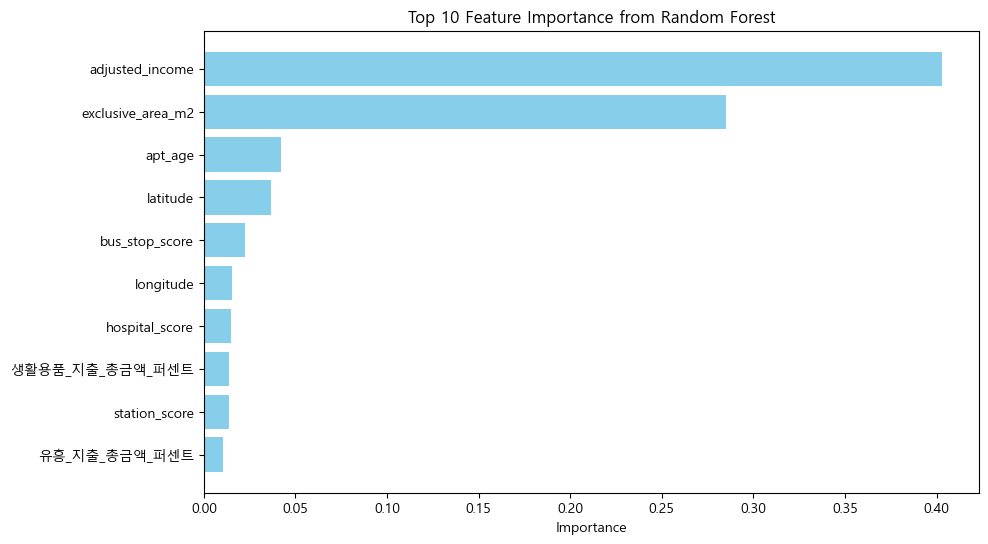 Top 10 Feature Importance from Random Forest
adjusted_income
exclusive_area_m2
apt_age
latitude
bus_stop_score
longitude
hospital_score
생활용품_지출_총금액_퍼센트
station_score
유흥_지출_총금액_퍼센트
0.00 0.05 0.10 0.15 0.20 0.25 0.30 0.35 0.40
Importance